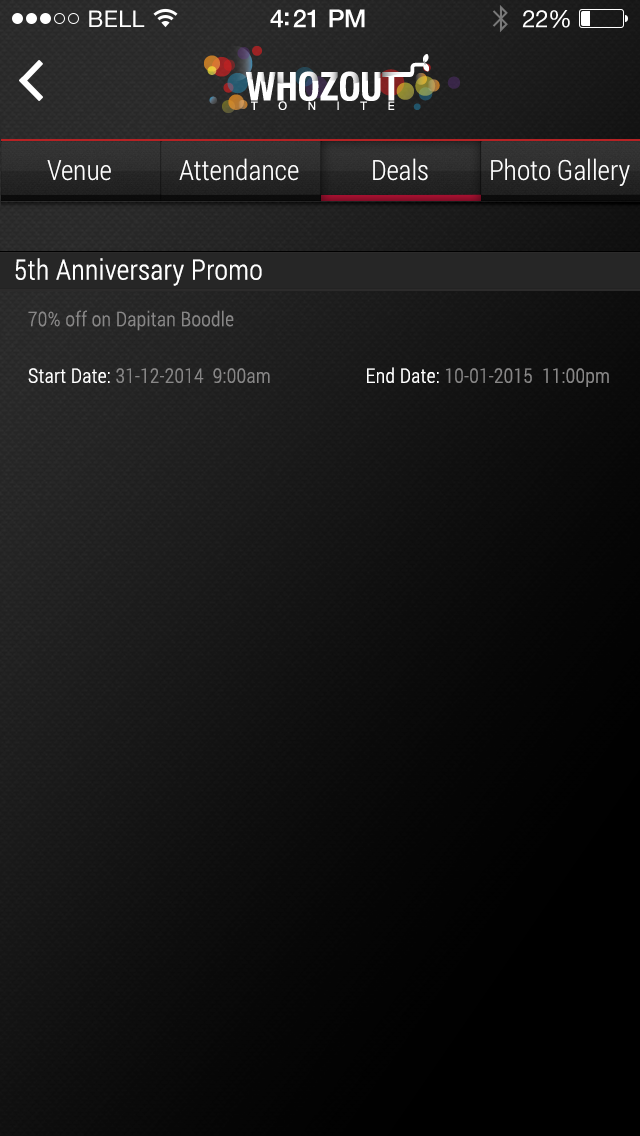 BELL 4:21 PM 22%
WHOZOUT
TONITE
Venue Attendance Deals Photo Gallery
5th Anniversary Promo
70% off on Dapitan Boodle
Start Date: 31-12-2014 9:00am End Date: 10-01-2015 11:00pm